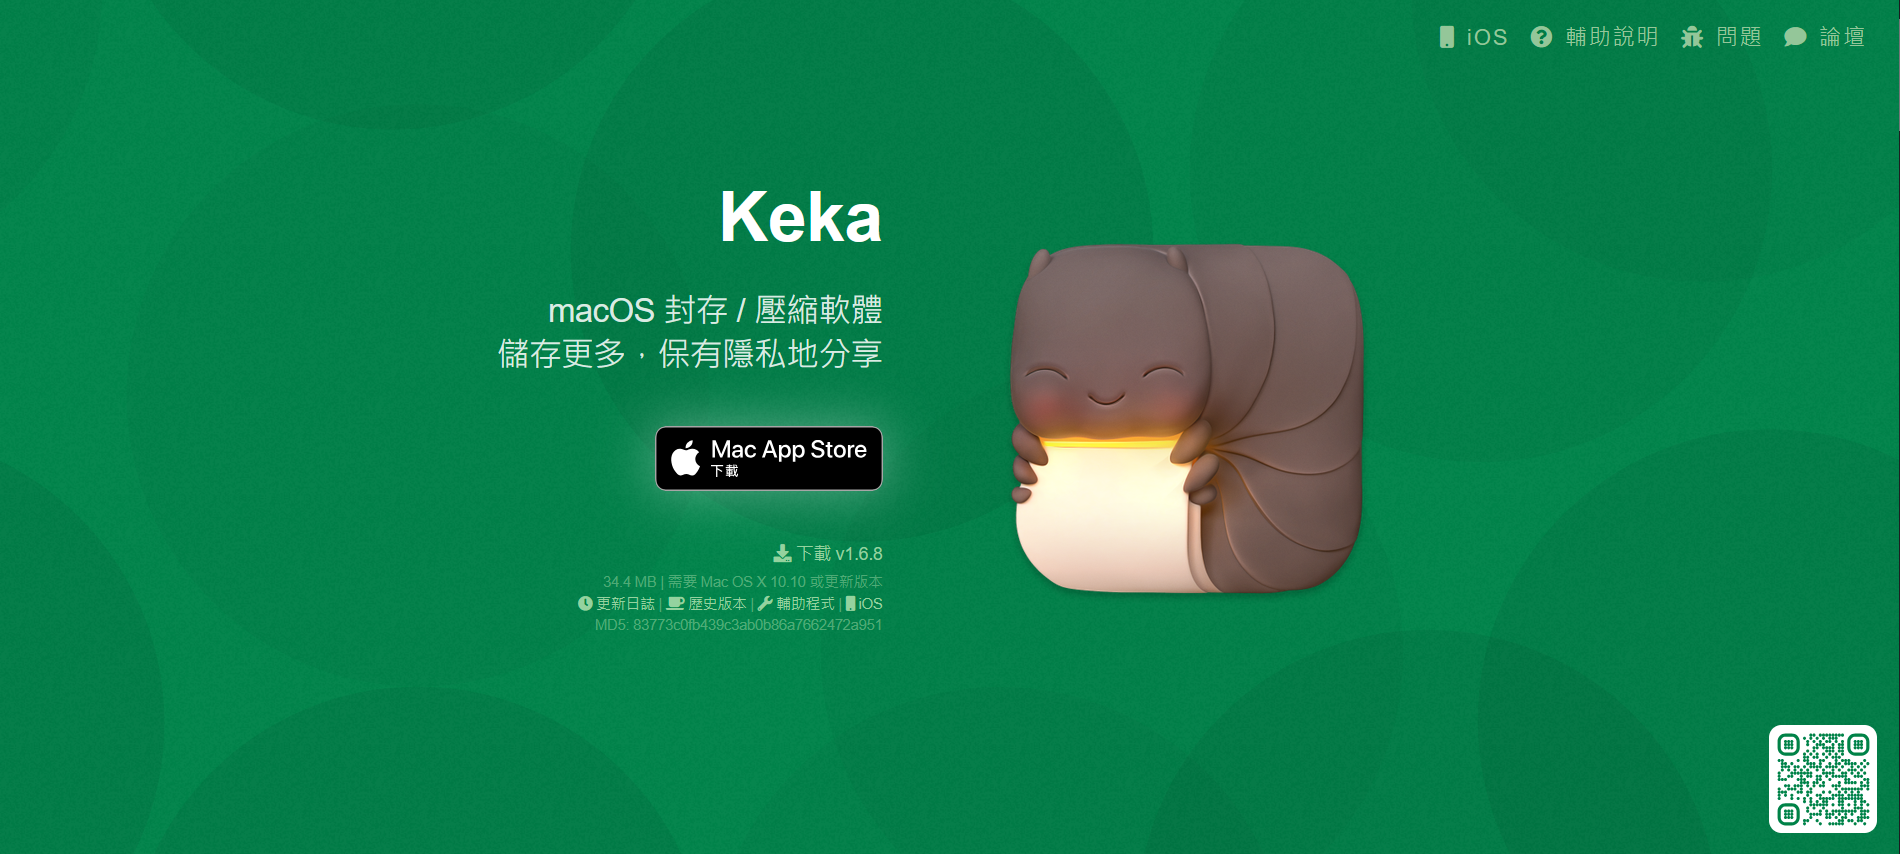 iOS 輔助說明 問題 論壇
Keka
macOS 封存 / 壓縮軟體
儲存更多，保有隱私地分享
Mac App Store
下載
下載 v1.6.8
34.4 MB | 需要 Mac OS X 10.10 或更新版本
更新日誌 | 歷史版本 | 輔助程式 | iOS
MD5: 83773c0fb439c3ab0b86a7662472a951